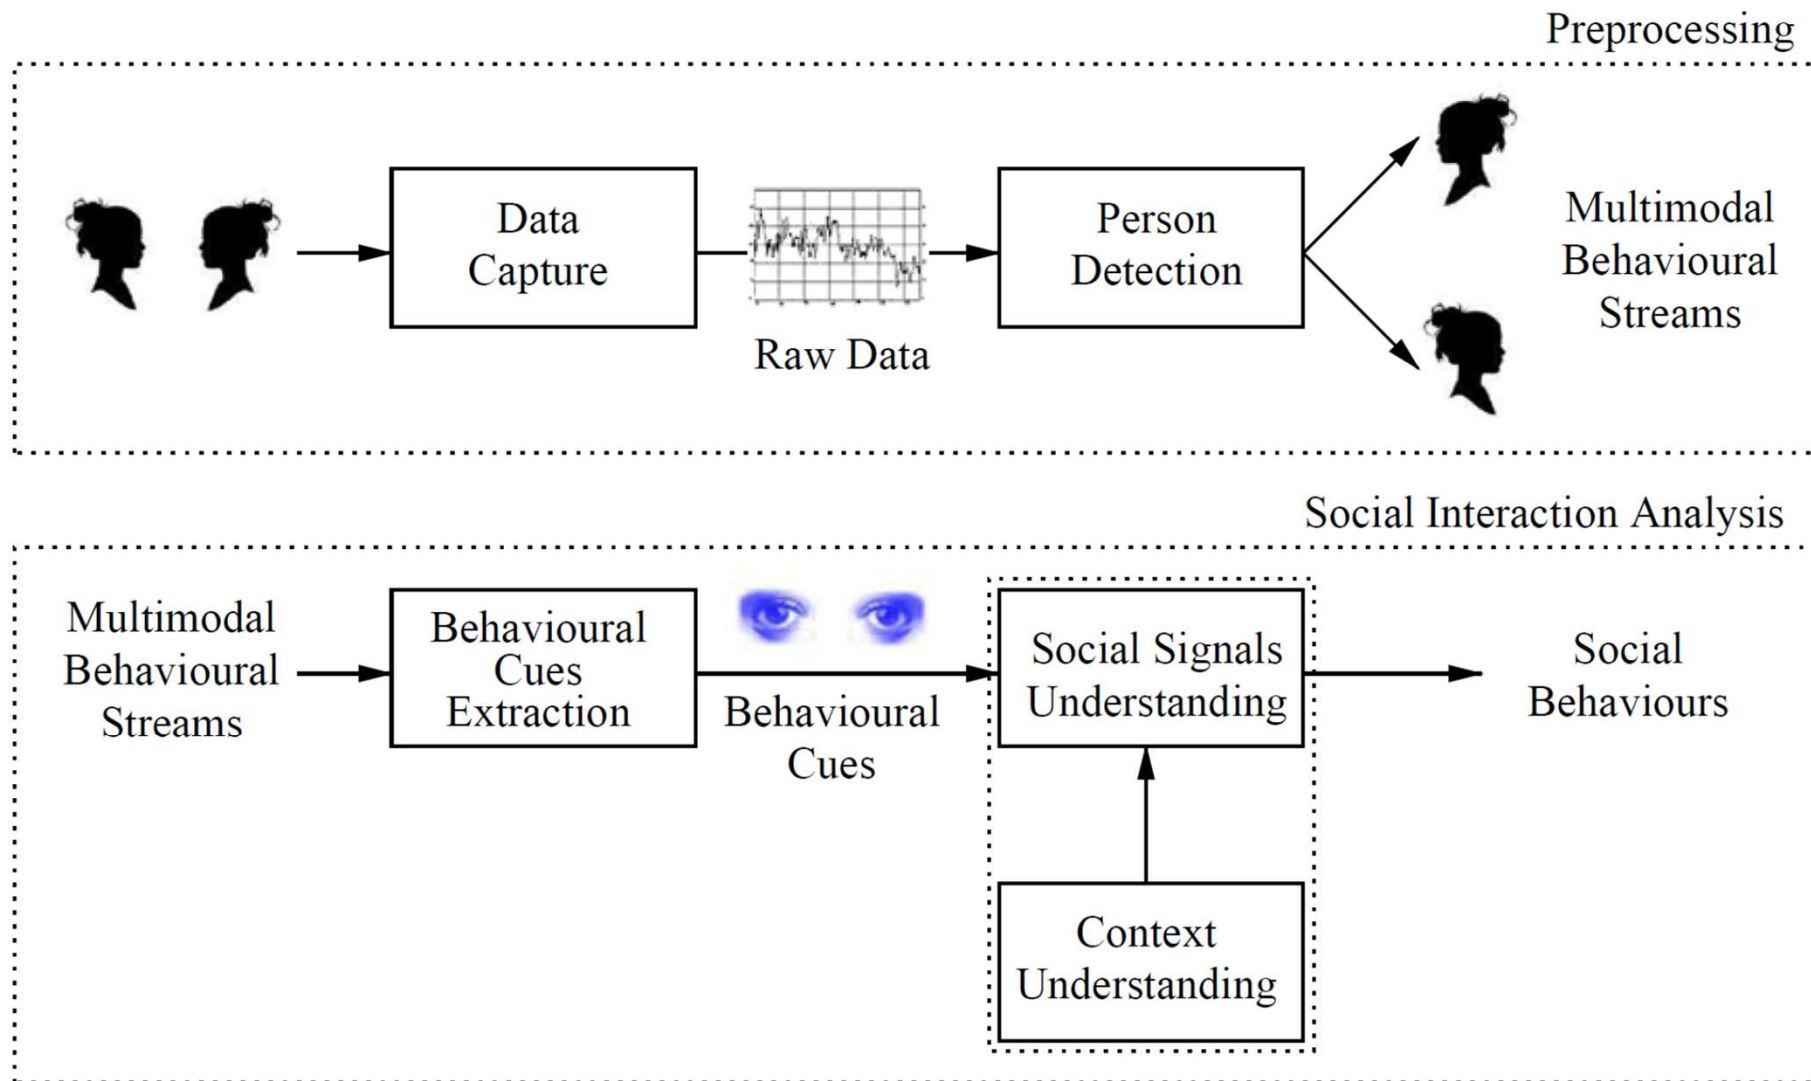 Preprocessing
Data
Capture
Raw Data
Person
Detection
Multimodal
Behavioural
Streams
Social Interaction Analysis
Multimodal
Behavioural
Streams
Behavioural
Cues
Extraction
Behavioural
Cues
Social Signals
Understanding
Social
Behaviours
Context
Understanding